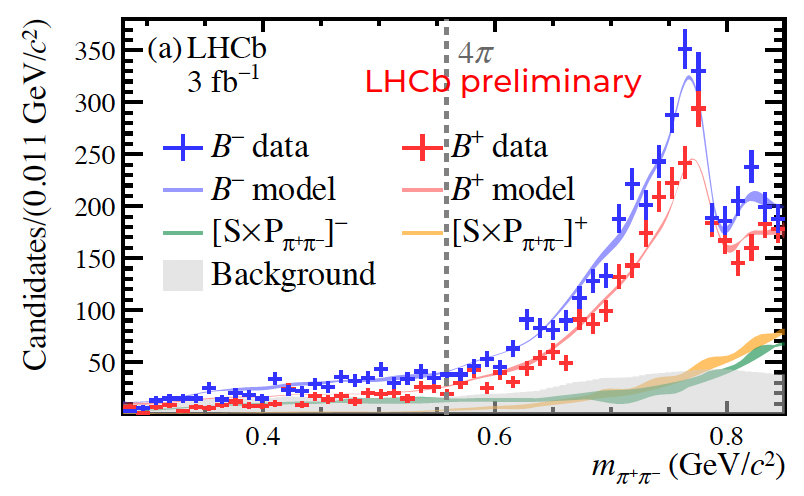 Candidates/(0.011 GeV/c²)
350
300
250
200
150
100
50
(a) LHCb
3 fb⁻¹
4π
LHCb preliminary
B⁻ data
B⁺ data
B⁻ model
B⁺ model
[S×P_π⁺π⁻]⁻
[S×P_π⁺π⁻]⁺
Background
0.4 0.6 0.8
m_π⁺π⁻ (GeV/c²)